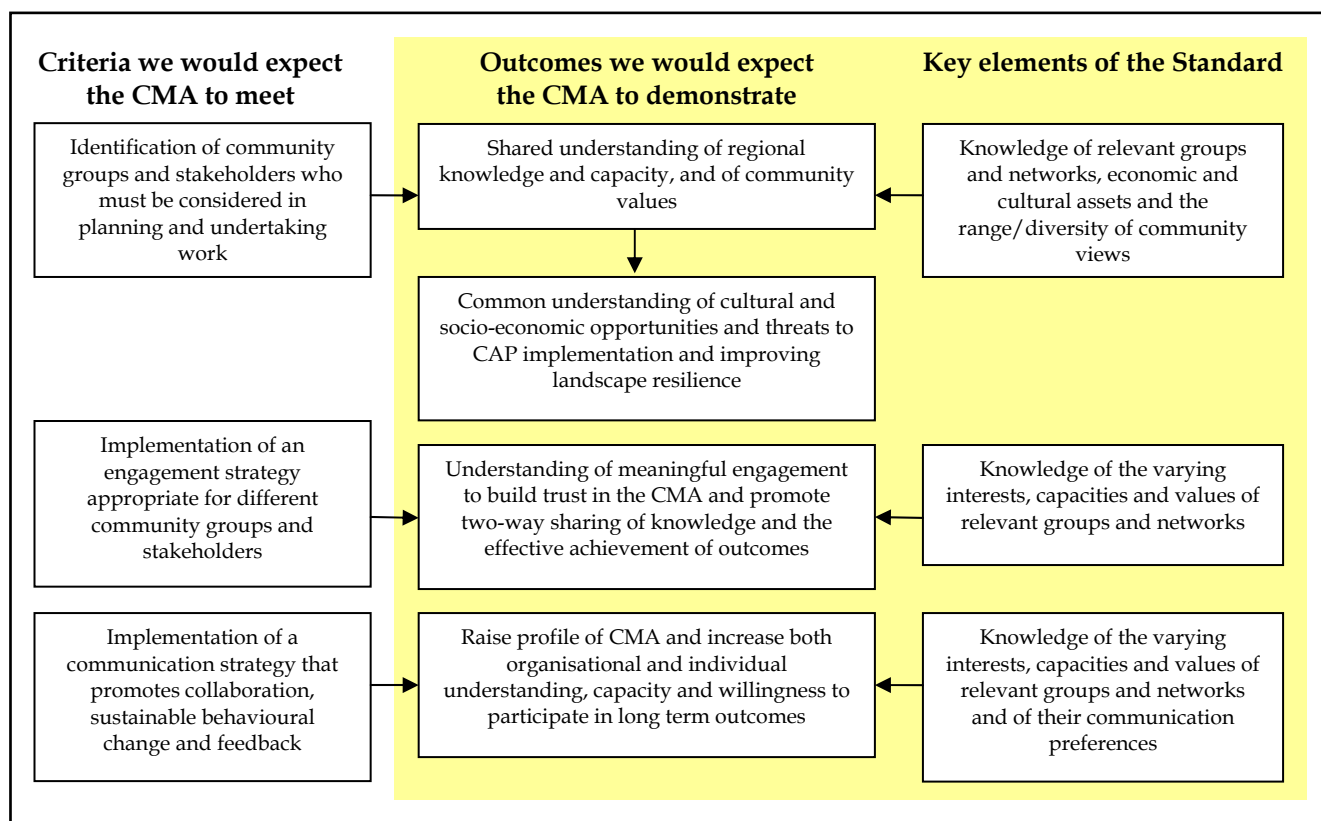 Criteria we would expect
the CMA to meet
Outcomes we would expect
the CMA to demonstrate
Key elements of the Standard
Identification of community
groups and stakeholders who
must be considered in
planning and undertaking
work
Shared understanding of regional
knowledge and capacity, and of community
values
Knowledge of relevant groups
and networks, economic and
cultural assets and the
range/diversity of community
views
Common understanding of cultural and
socio-economic opportunities and threats to
CAP implementation and improving
landscape resilience
Implementation of an
engagement strategy
appropriate for different
community groups and
stakeholders
Understanding of meaningful engagement
to build trust in the CMA and promote
two-way sharing of knowledge and the
effective achievement of outcomes
Knowledge of the varying
interests, capacities and values of
relevant groups and networks
Implementation of a
communication strategy that
promotes collaboration,
sustainable behavioural
change and feedback
Raise profile of CMA and increase both
organisational and individual
understanding, capacity and willingness to
participate in long term outcomes
Knowledge of the varying
interests, capacities and values of
relevant groups and networks
and of their communication
preferences